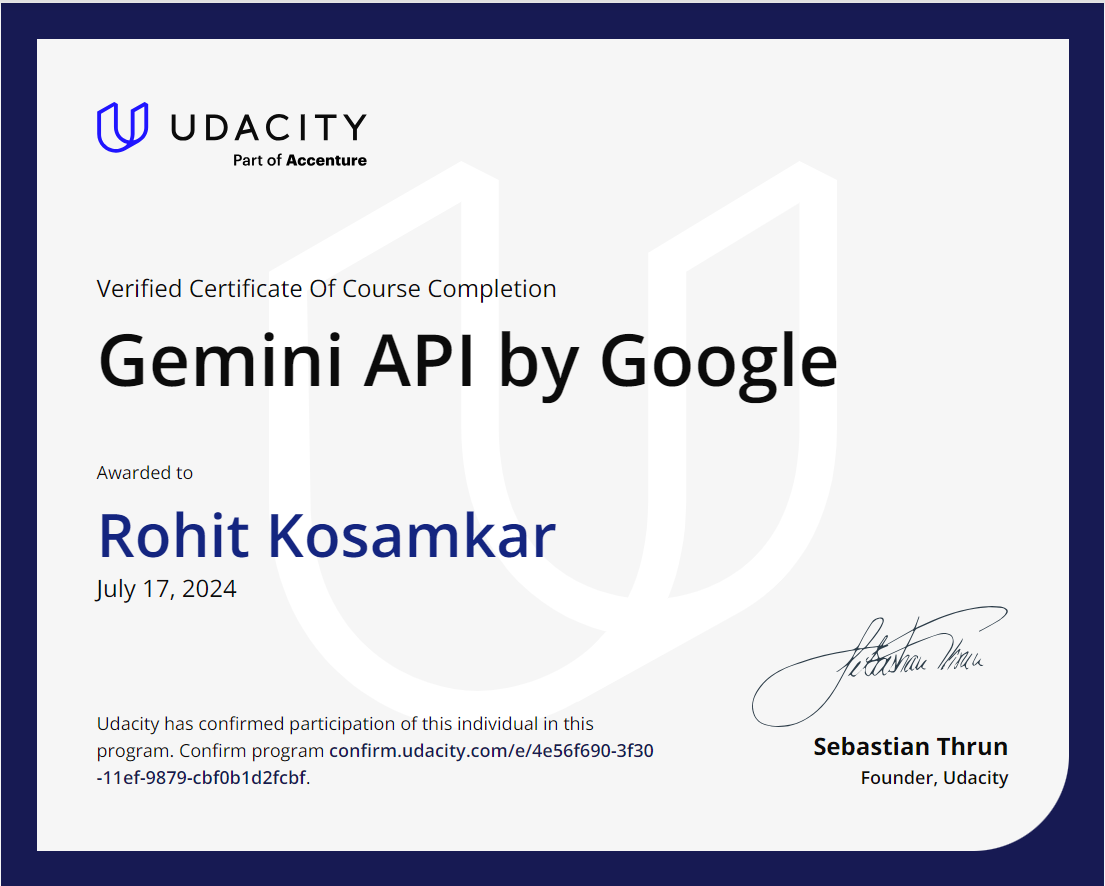 UDACITY
Part of Accenture
Verified Certificate Of Course Completion
Gemini API by Google
Awarded to
Rohit Kosamkar
July 17, 2024
Udacity has confirmed participation of this individual in this
program. Confirm program confirm.udacity.com/e/4e56f690-3f30
-11ef-9879-cbf0b1d2fcbf.
Sebastian Thrun
Sebastian Thrun
Founder, Udacity